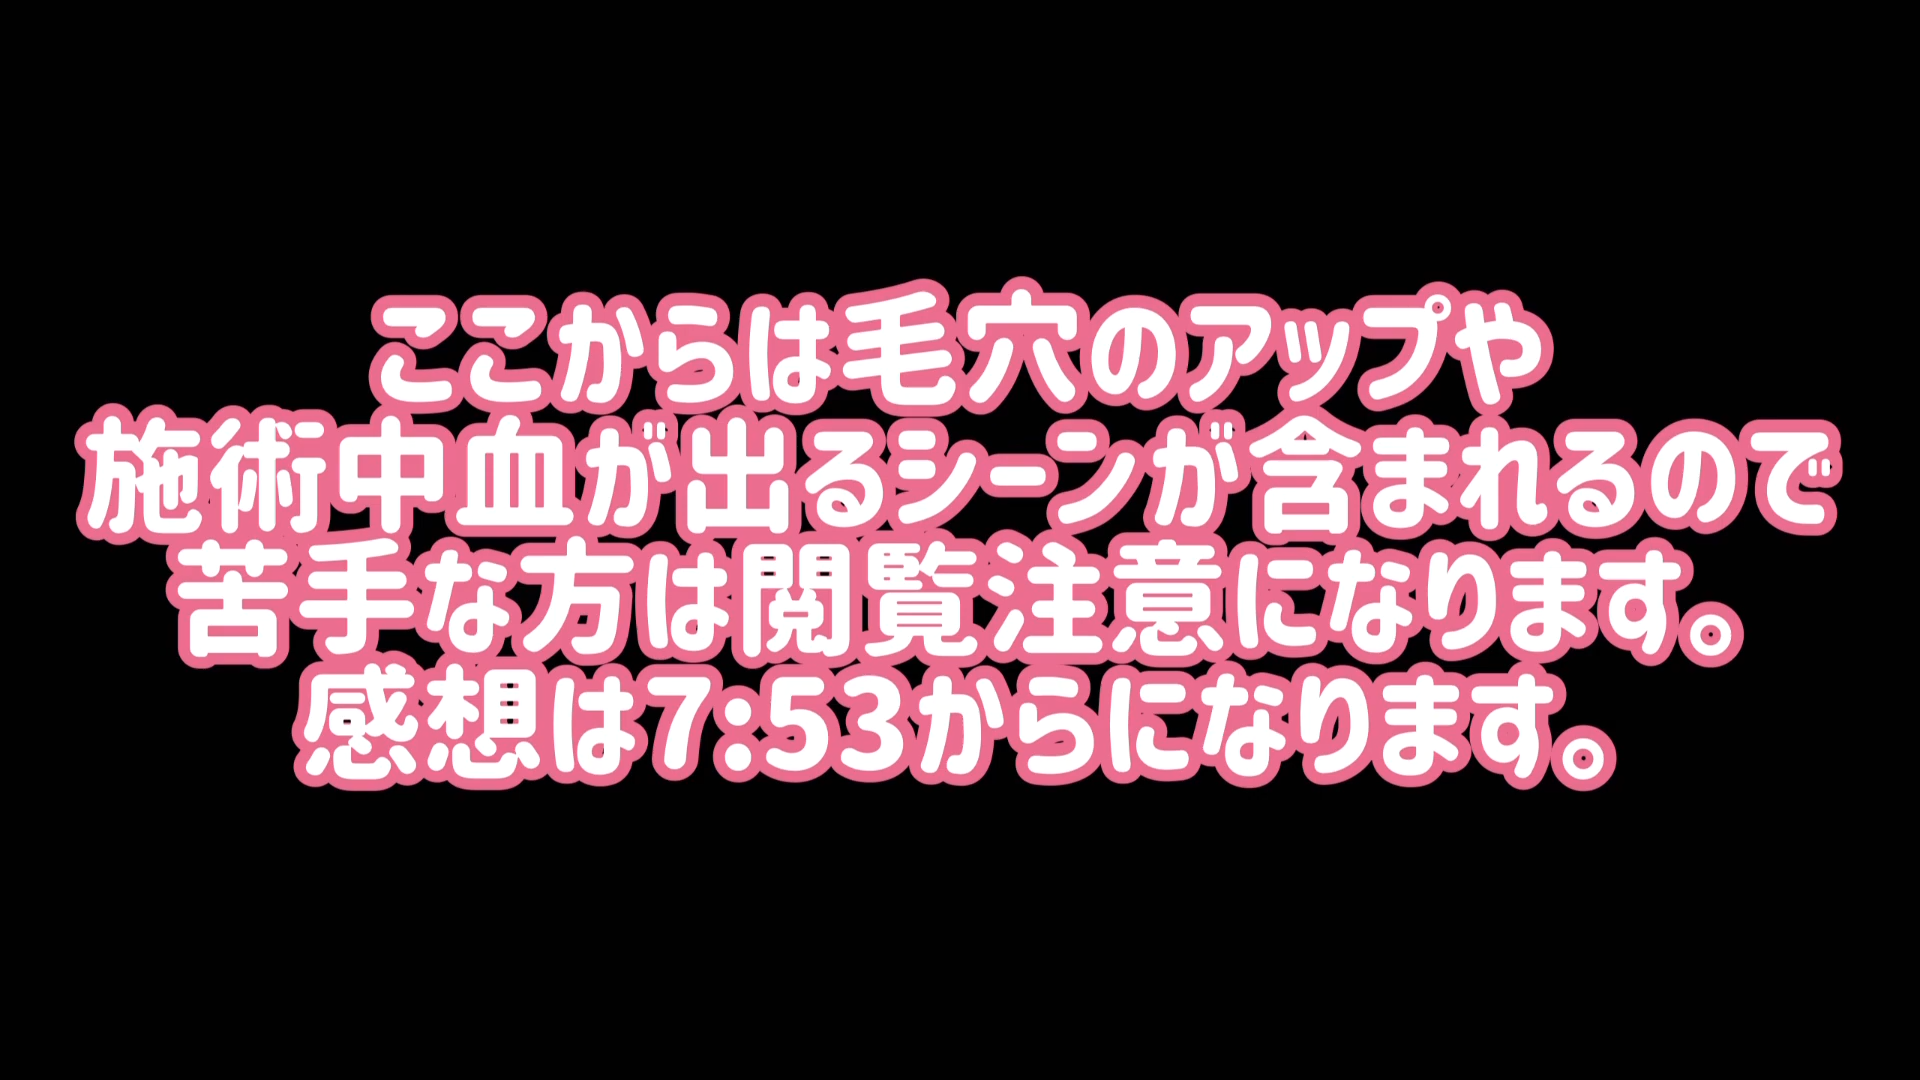 ここからは毛穴のアップや
施術中血が出るシーンが含まれるので
苦手な方は閲覧注意になります。
感想は7:53からになります。